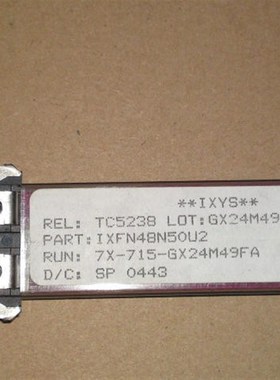 **IXYS**
REL: TC5238 LOT:GX24M49
PART:IXFN48N50U2
RUN: 7X-715-GX24M49FA
D/C: SP 0443